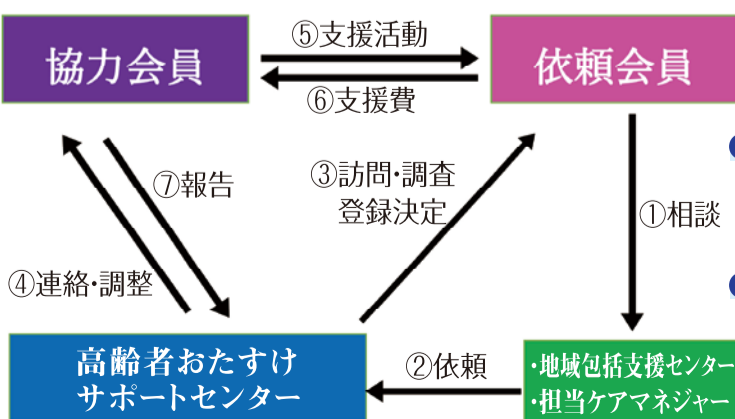 ⑤支援活動
協力会員
依頼会員
⑥支援費
③訪問・調査
登録決定
⑦報告
①相談
④連絡・調整
高齢者おたすけ
サポートセンター
②依頼
・地域包括支援センター
・担当ケアマネジャー